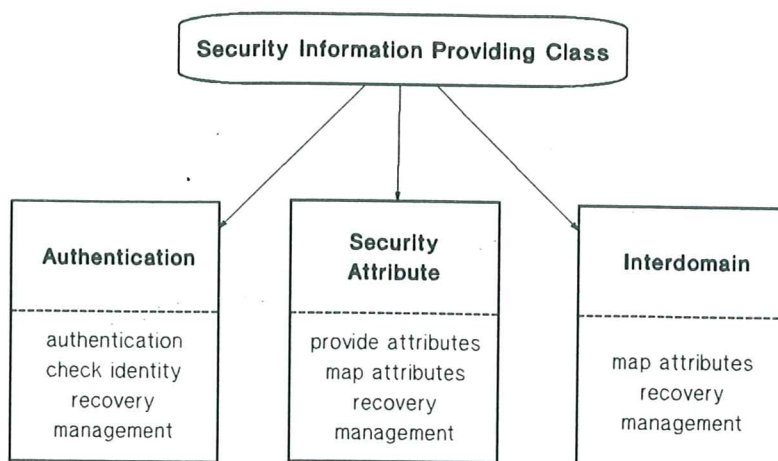 Security Information Providing Class
Authentication
authentication
check identity
recovery
management
Security
Attribute
provide attributes
map attributes
recovery
management
Interdomain
map attributes
recovery
management